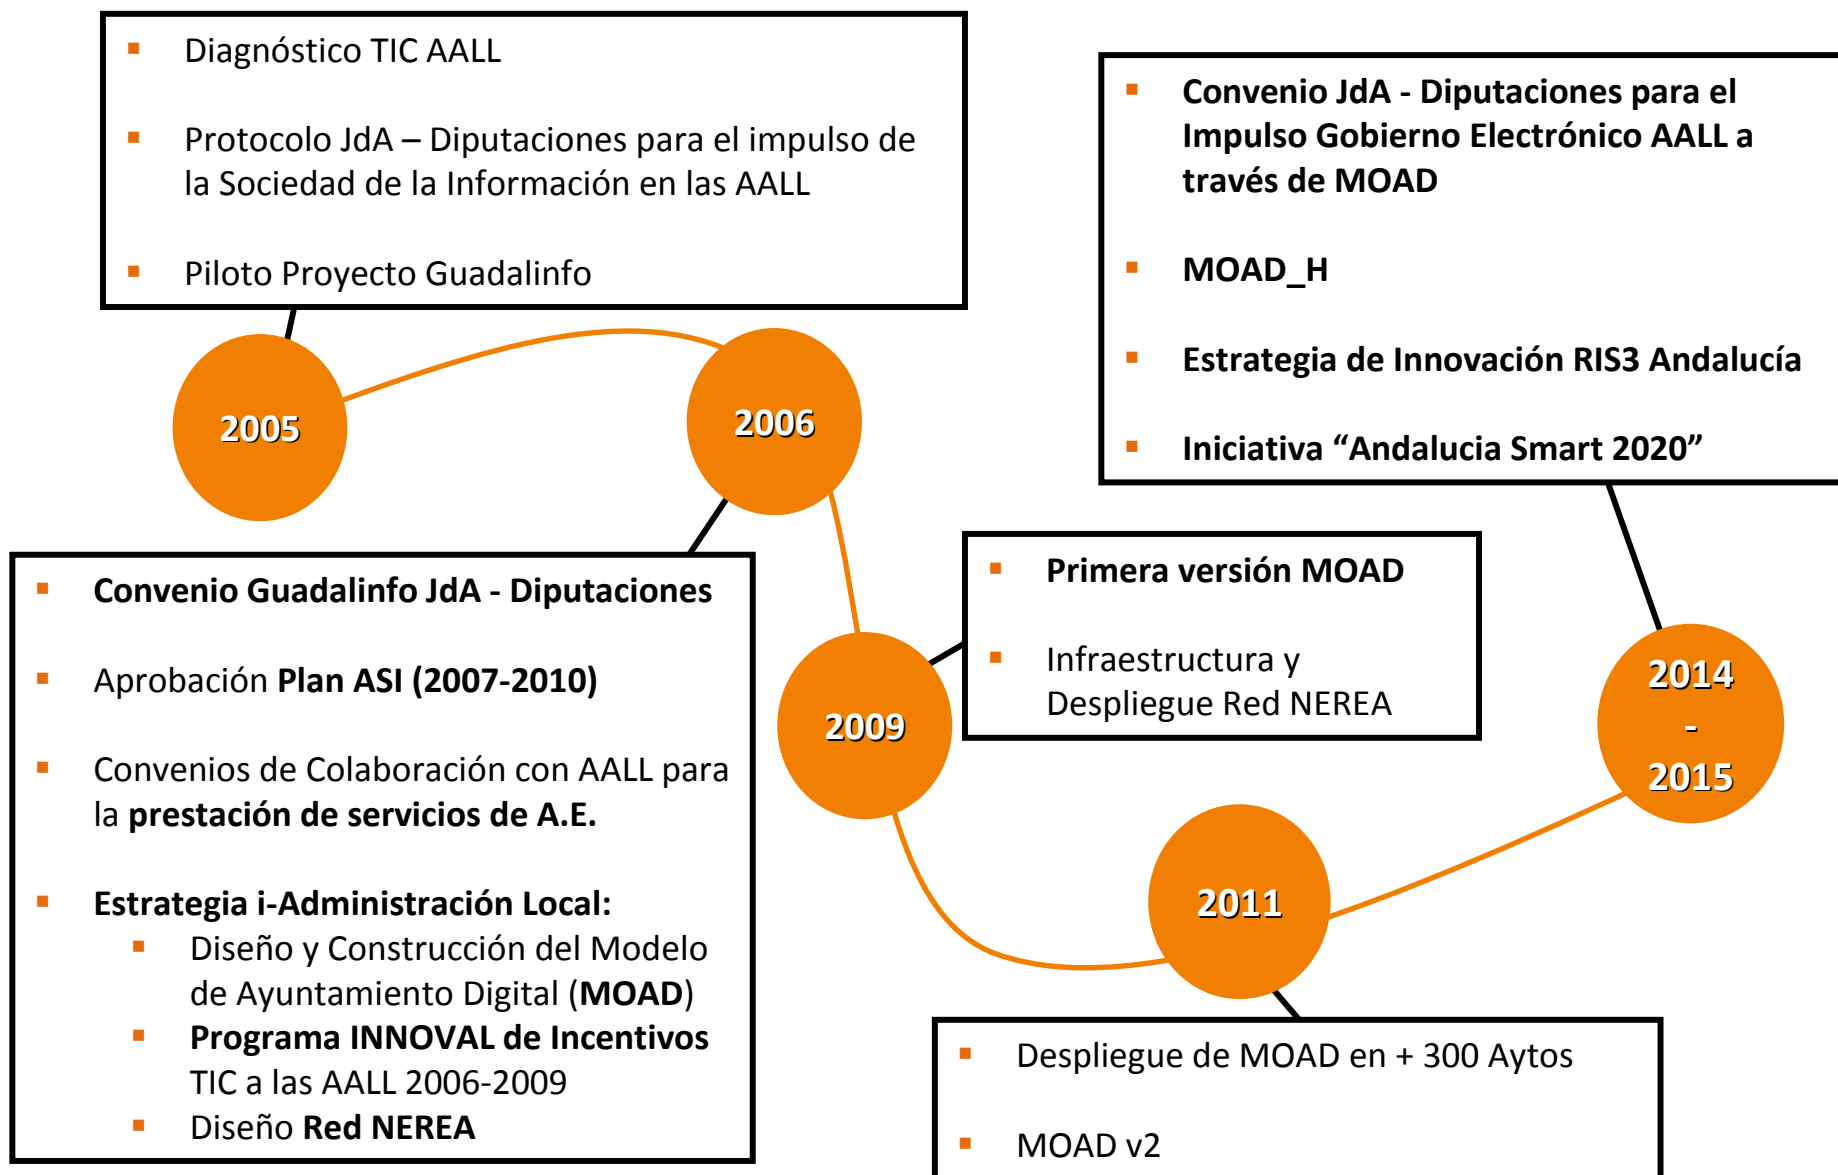 Diagnóstico TIC AALL
Protocolo JdA – Diputaciones para el impulso de
la Sociedad de la Información en las AALL
Piloto Proyecto Guadalinfo
2005
2006
Convenio Guadalinfo JdA - Diputaciones
Aprobación Plan ASI (2007-2010)
Convenios de Colaboración con AALL para
la prestación de servicios de A.E.
Estrategia i-Administración Local:
Diseño y Construcción del Modelo
de Ayuntamiento Digital (MOAD)
Programa INNOVAL de Incentivos
TIC a las AALL 2006-2009
Diseño Red NEREA
2009
Primera versión MOAD
Infraestructura y
Despliegue Red NEREA
2011
Despliegue de MOAD en + 300 Aytos
MOAD v2
2014
-
2015
Convenio JdA - Diputaciones para el
Impulso Gobierno Electrónico AALL a
través de MOAD
MOAD_H
Estrategia de Innovación RIS3 Andalucía
Iniciativa “Andalucia Smart 2020”